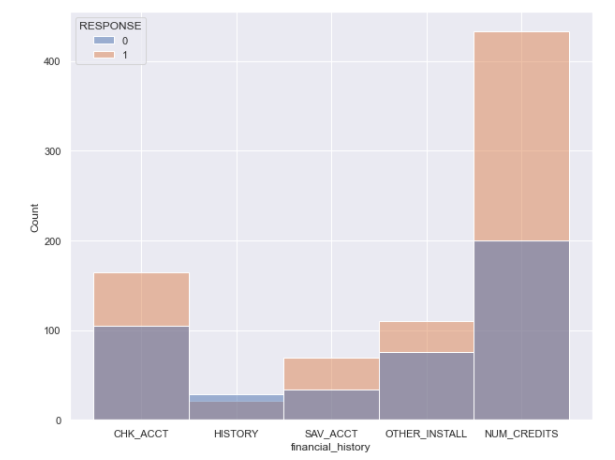 RESPONSE
0
1
400
300
200
100
0
Count
CHK_ACCT HISTORY SAV_ACCT OTHER_INSTALL NUM_CREDITS
financial_history